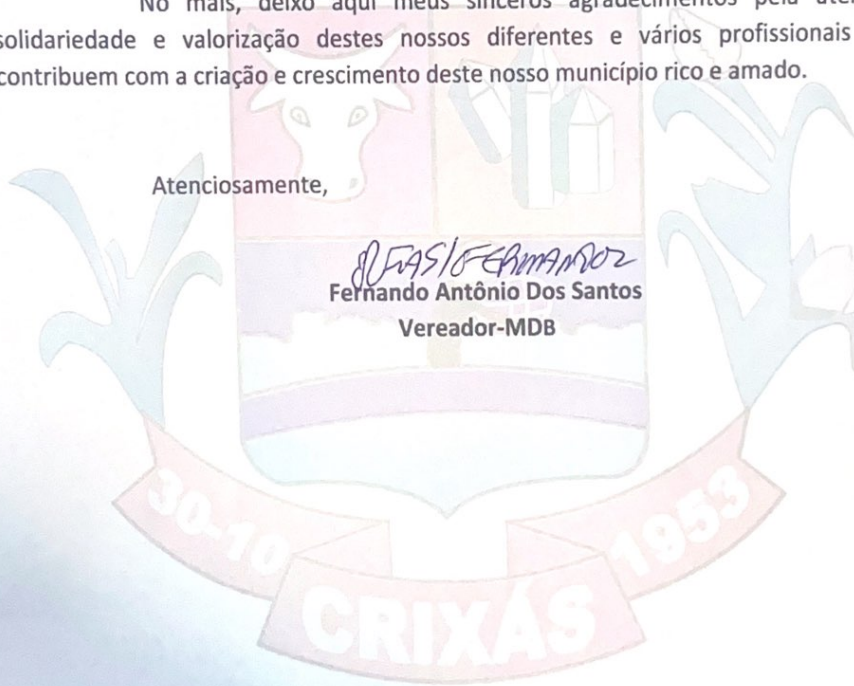 No mais, deixo aqui meus sinceros agradecimentos pela
solidariedade e valorização destes nossos diferentes e vários profissionais
contribuem com a criação e crescimento deste nosso município rico e amado.
Atenciosamente,
Fernando Antônio Dos Santos
Vereador-MDB
30-10
1953
CRIXÁS